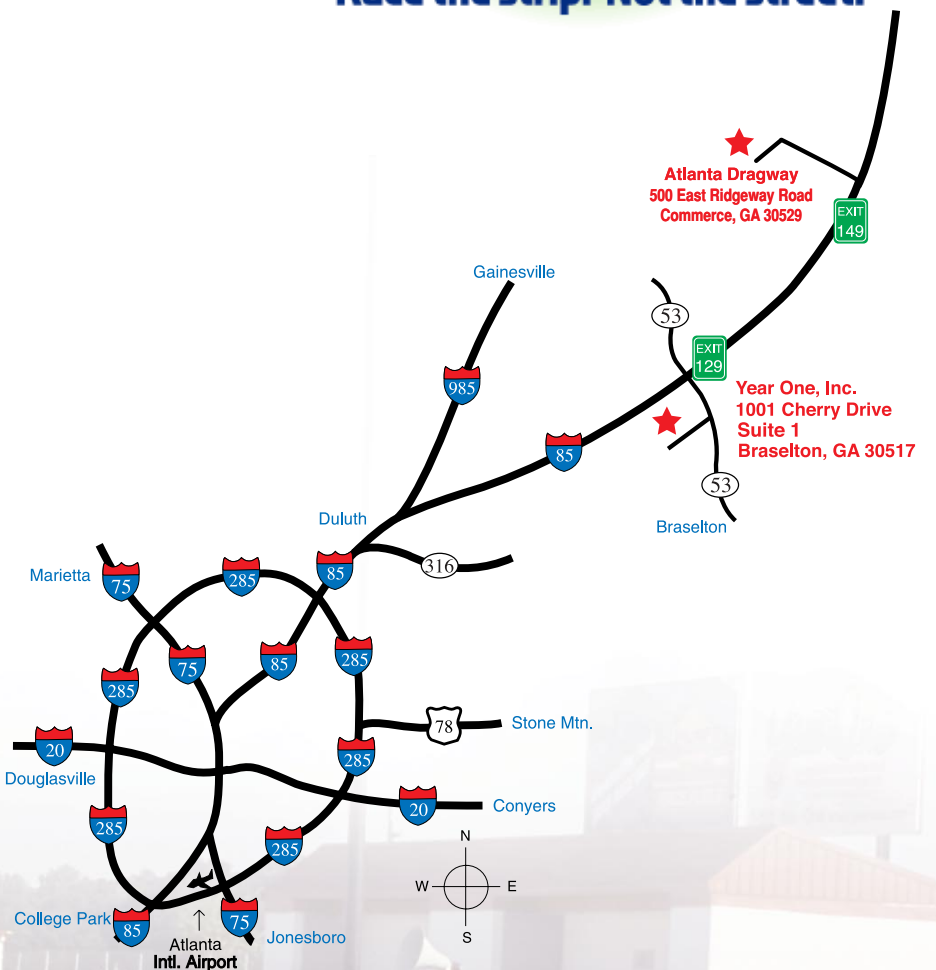 Atlanta Dragway
500 East Ridgeway Road
Commerce, GA 30529
EXIT
149
Gainesville
53
EXIT
129
985
Year One, Inc.
1001 Cherry Drive
Suite 1
Braselton, GA 30517
85
53
Duluth
Braselton
85
316
Marietta
75
285
285
75
85
285
Stone Mtn.
78
20
285
Douglasville
Conyers
20
285
285
N
W
E
S
College Park
85
75
Jonesboro
Atlanta
Intl. Airport